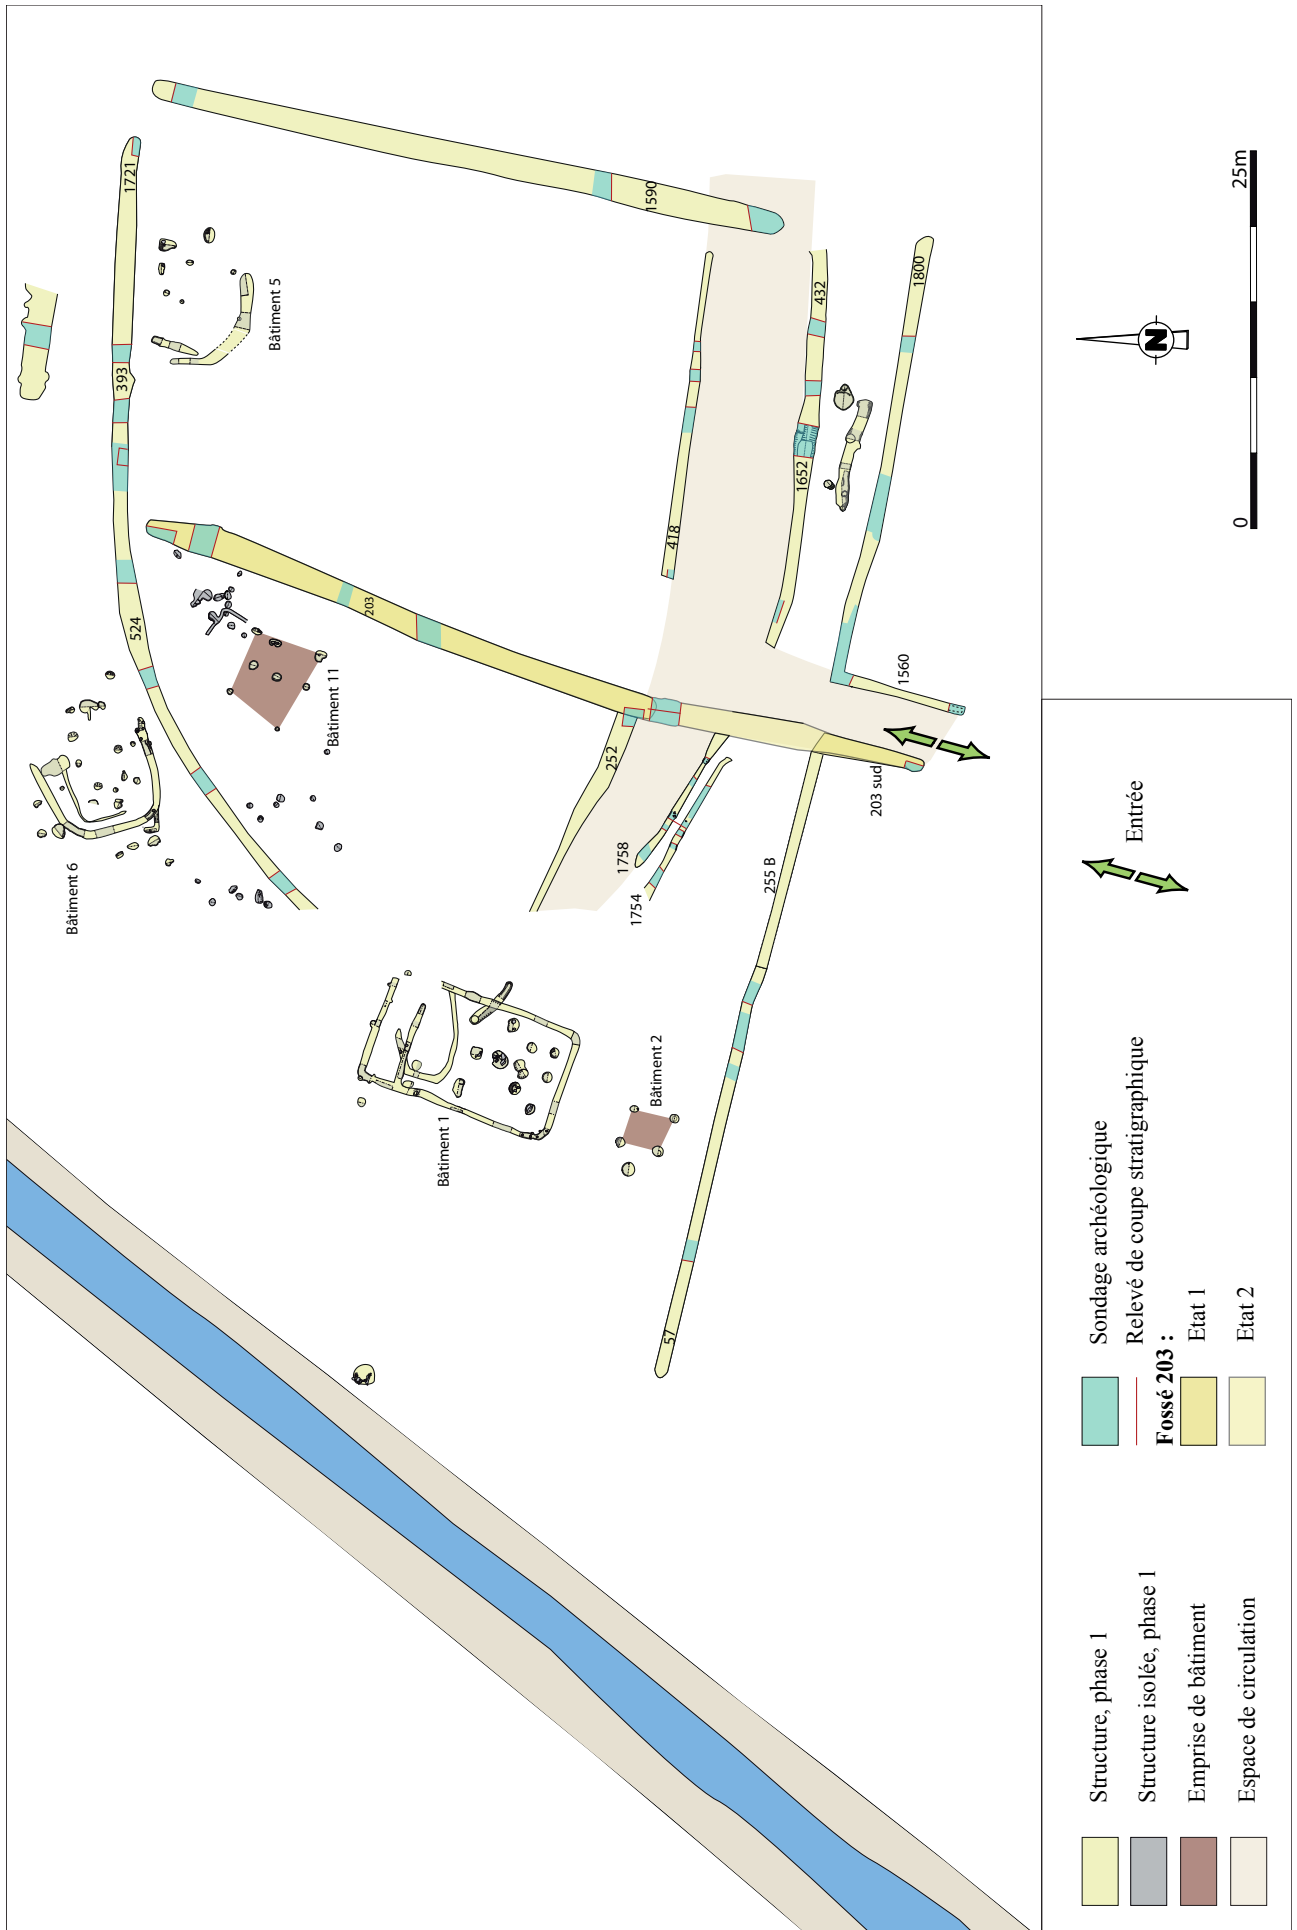 1721
393
524
Bâtiment 5
Bâtiment 6
Bâtiment 11
203
1590
418
432
1652
1800
1560
252
1758
1754
203 sud
255 B
57
Bâtiment 1
Bâtiment 2
N
0
25m
Structure, phase 1
Structure isolée, phase 1
Emprise de bâtiment
Espace de circulation
Sondage archéologique
Relevé de coupe stratigraphique
Fossé 203 :
Etat 1
Etat 2
Entrée